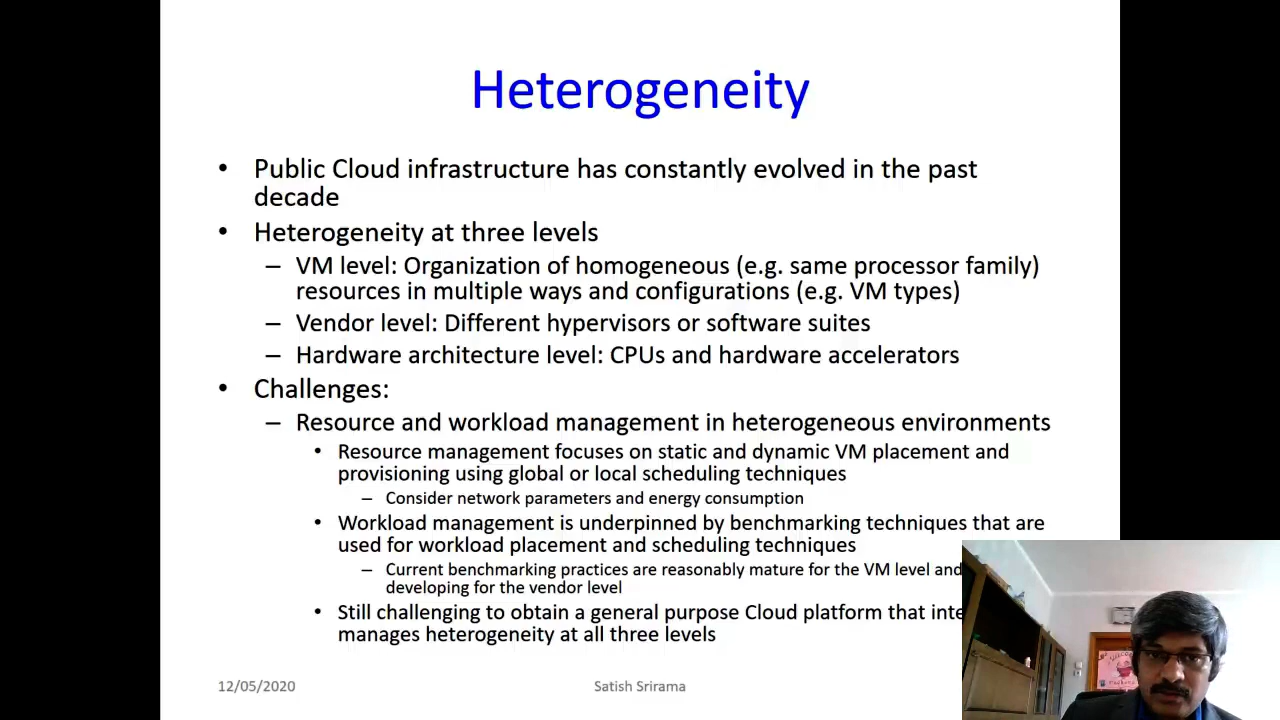 Heterogeneity
• Public Cloud infrastructure has constantly evolved in the past
decade
• Heterogeneity at three levels
– VM level: Organization of homogeneous (e.g. same processor family)
resources in multiple ways and configurations (e.g. VM types)
– Vendor level: Different hypervisors or software suites
– Hardware architecture level: CPUs and hardware accelerators
• Challenges:
– Resource and workload management in heterogeneous environments
• Resource management focuses on static and dynamic VM placement and
provisioning using global or local scheduling techniques
– Consider network parameters and energy consumption
• Workload management is underpinned by benchmarking techniques that are
used for workload placement and scheduling techniques
– Current benchmarking practices are reasonably mature for the VM level and
developing for the vendor level
• Still challenging to obtain a general purpose Cloud platform that
manages heterogeneity at all three levels
12/05/2020
Satish Srirama